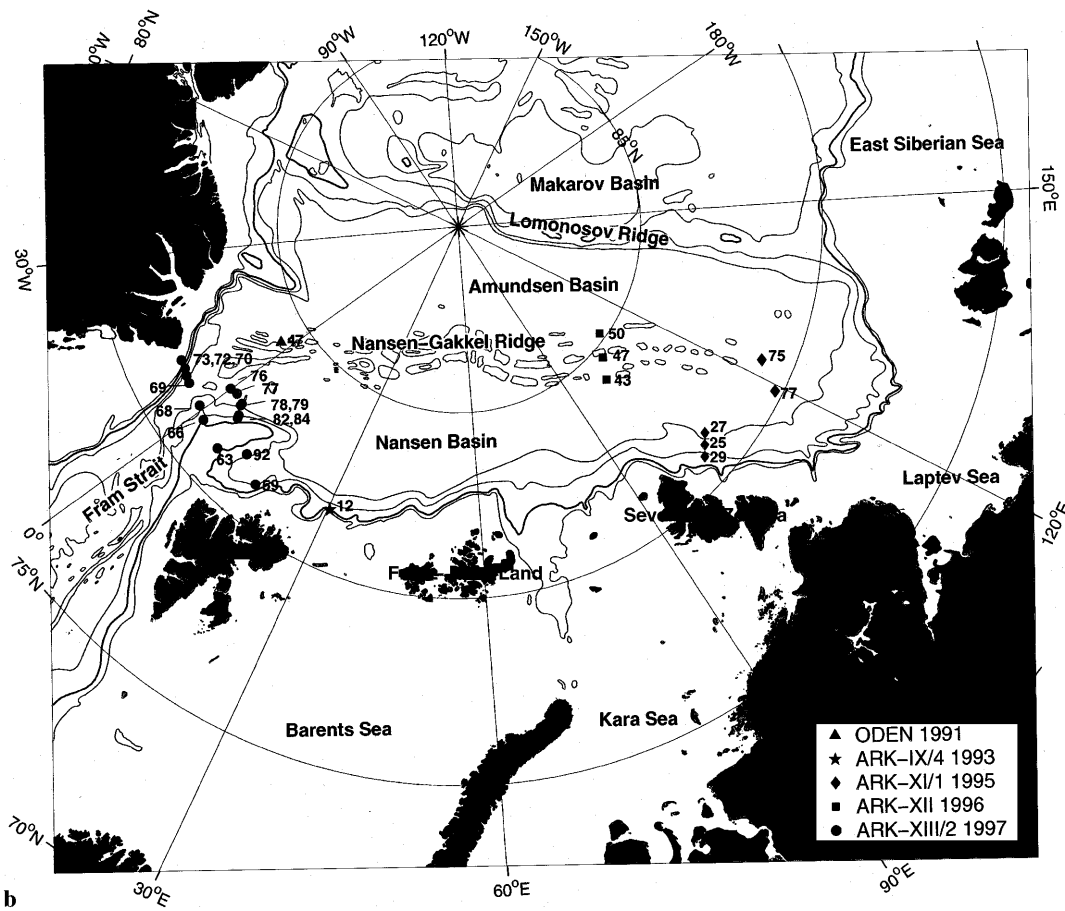 80°N
90°W
120°W
150°W
180°W
85°N
East Siberian Sea
150°E
Makarov Basin
Lomonosov Ridge
30°W
Amundsen Basin
Nansen–Gakkel Ridge
47
50
47
43
75
77
73,72,70
69
76
77
68
78,79
66
82,84
63
92
69
12
27
25
29
Nansen Basin
Laptev Sea
Fram Strait
0°
75°N
120°E
Land
Barents Sea
Kara Sea
ODEN 1991
ARK–IX/4 1993
ARK–XI/1 1995
ARK–XII 1996
ARK–XIII/2 1997
70°N
30°E
60°E
90°E
b